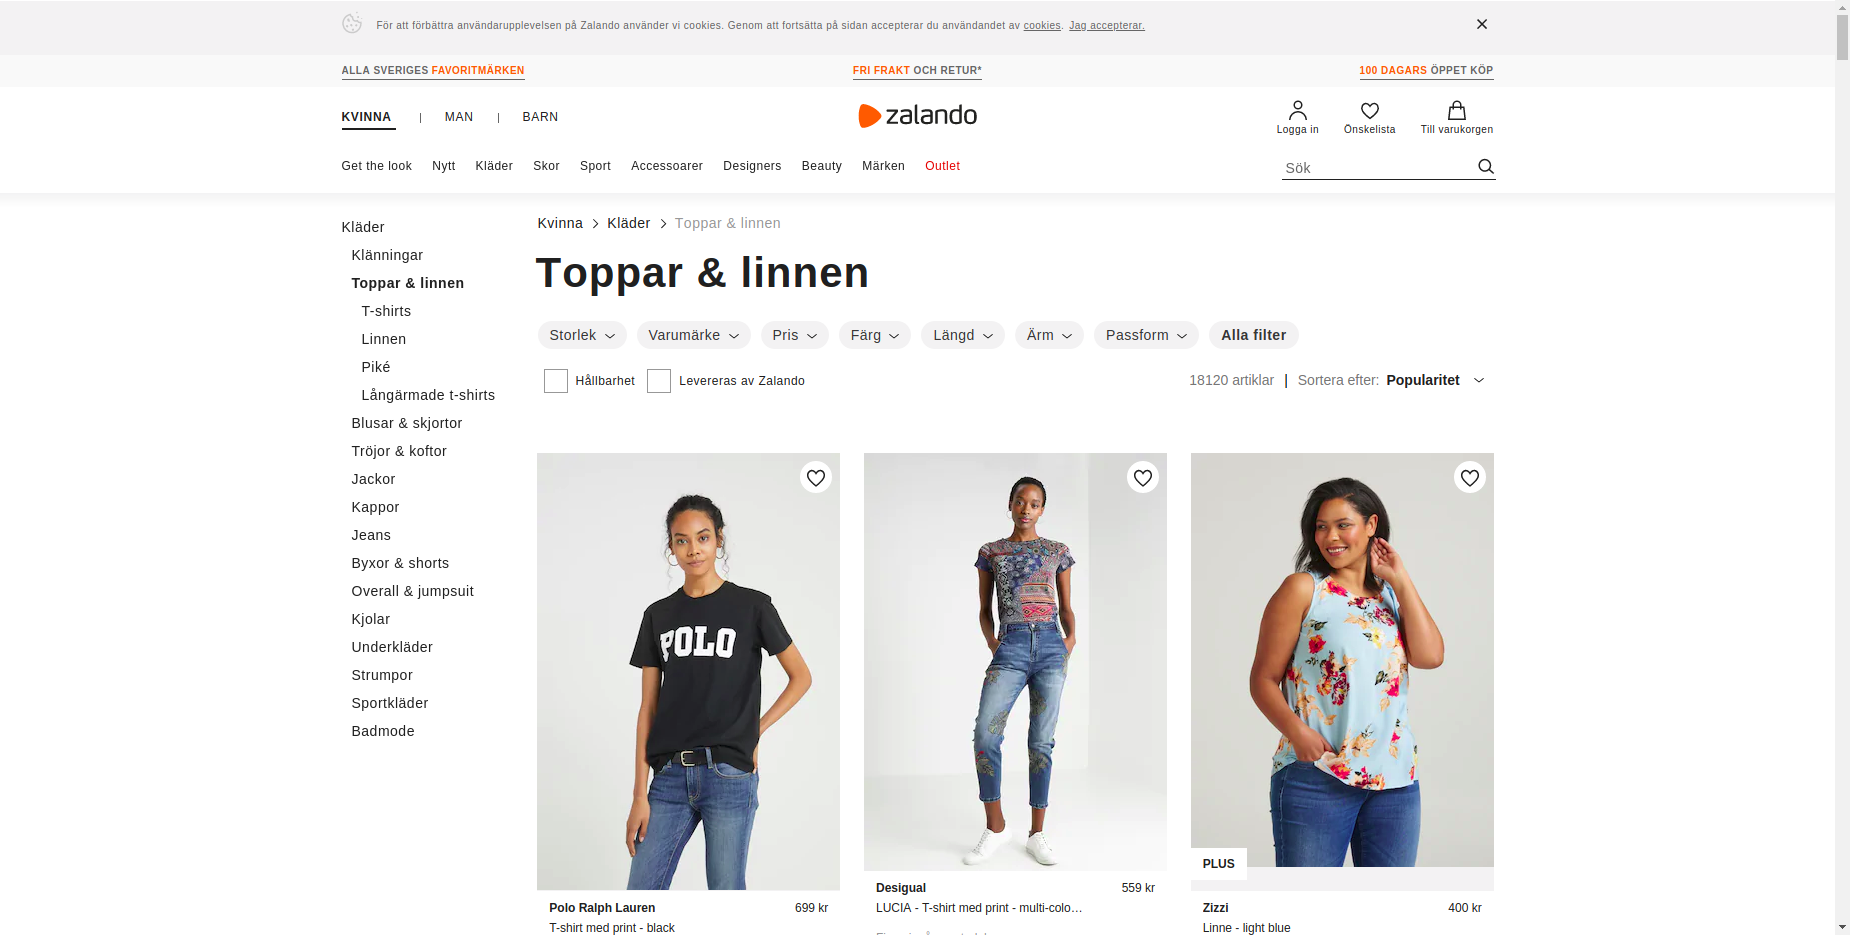 För att förbättra användarupplevelsen på Zalando använder vi cookies. Genom att fortsätta på sidan accepterar du användandet av cookies. Jag accepterar.
ALLA SVERIGES FAVORITMÄRKEN
FRI FRAKT OCH RETUR*
100 DAGARS ÖPPET KÖP
KVINNA | MAN | BARN
zalando
Logga in
Önskelista
Till varukorgen
Get the look Nytt Kläder Skor Sport Accessoarer Designers Beauty Märken Outlet
Sök
Kläder
Klänningar
Toppar & linnen
T-shirts
Linnen
Piké
Långärmade t-shirts
Blusar & skjortor
Tröjor & koftor
Jackor
Kappor
Jeans
Byxor & shorts
Overall & jumpsuit
Kjolar
Underkläder
Strumpor
Sportkläder
Badmode
Kvinna > Kläder > Toppar & linnen
Toppar & linnen
Storlek Varumärke Pris Färg Längd Ärm Passform Alla filter
Hållbarhet Levereras av Zalando
18120 artiklar | Sortera efter: Popularitet
POLO
Polo Ralph Lauren 699 kr
T-shirt med print - black
Desigual 559 kr
LUCIA - T-shirt med print - multi-colo…
PLUS
Zizzi 400 kr
Linne - light blue